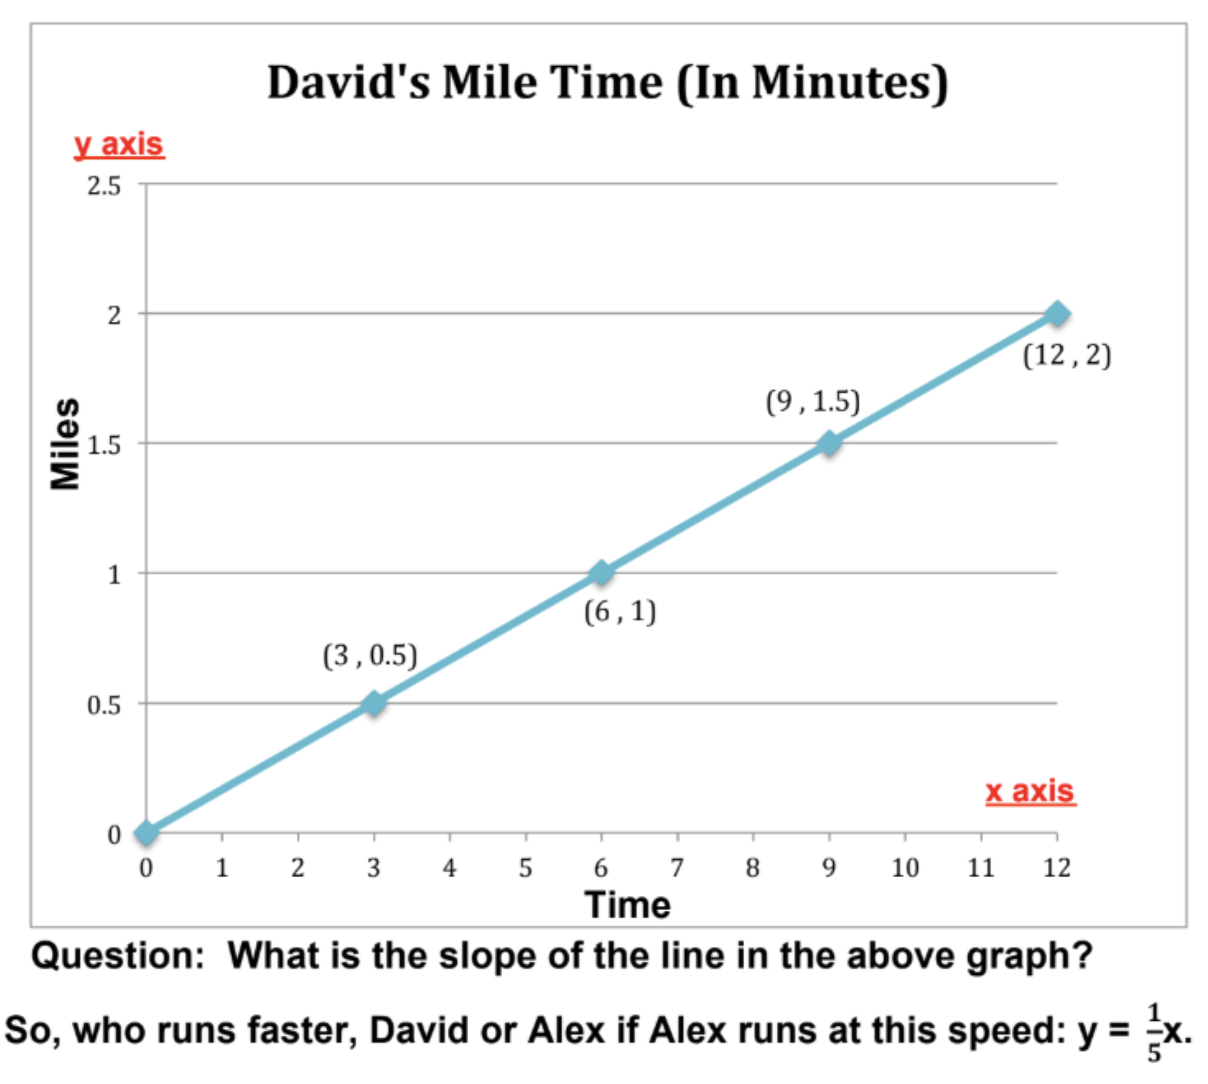 David's Mile Time (In Minutes)
y axis
2.5
2
(12 , 2)
(9 , 1.5)
1.5
Miles
1
(6 , 1)
(3 , 0.5)
0.5
x axis
0
0 1 2 3 4 5 6 7 8 9 10 11 12
Time
Question: What is the slope of the line in the above graph?
So, who runs faster, David or Alex if Alex runs at this speed: y = 1/5x.